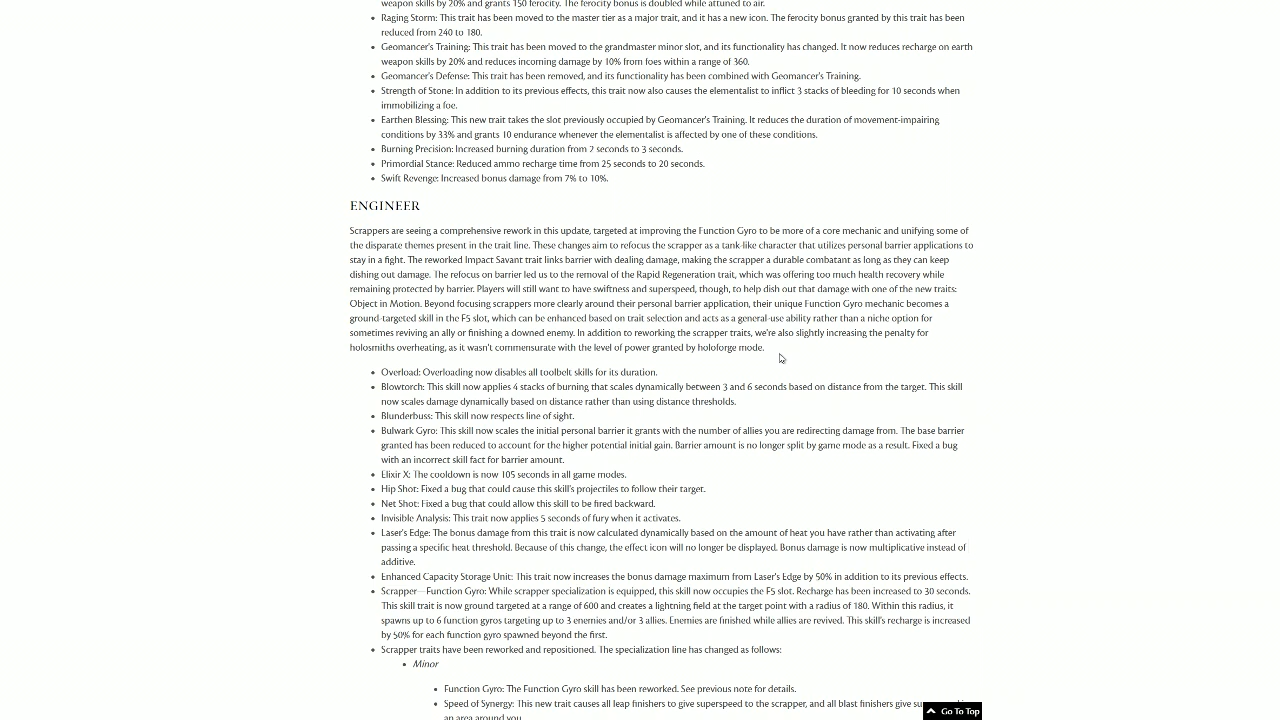 weapon skills by 20% and grants 150 ferocity. The ferocity bonus is doubled while attuned to air.
Raging Storm: This trait has been moved to the master tier as a major trait, and it has a new icon. The ferocity bonus granted by this trait has been
reduced from 240 to 180.
Geomancer's Training: This trait has been moved to the grandmaster minor slot, and its functionality has changed. It now reduces recharge on earth
weapon skills by 20% and reduces incoming damage by 10% from foes within a range of 360.
Geomancer's Defense: This trait has been removed, and its functionality has been combined with Geomancer's Training.
Strength of Stone: In addition to its previous effects, this trait now also causes the elementalist to inflict 3 stacks of bleeding for 10 seconds when
immobilizing a foe.
Earthen Blessing: This new trait takes the slot previously occupied by Geomancer's Training. It reduces the duration of movement-impairing
conditions by 33% and grants 10 endurance whenever the elementalist is affected by one of these conditions.
Burning Precision: Increased burning duration from 2 seconds to 3 seconds.
Primordial Stance: Reduced ammo recharge time from 25 seconds to 20 seconds.
Swift Revenge: Increased bonus damage from 7% to 10%.
ENGINEER
Scrappers are seeing a comprehensive rework in this update, targeted at improving the Function Gyro to be more of a core mechanic and unifying some of
the disparate themes present in the trait line. These changes aim to refocus the scrapper as a tank-like character that utilizes personal barrier applications to
stay in a fight. The reworked Impact Savant trait links barrier with dealing damage, making the scrapper a durable combatant as long as they can keep
dishing out damage. The refocus on barrier led us to the removal of the Rapid Regeneration trait, which was offering too much health recovery while
remaining protected by barrier. Players will still want to have swiftness and superspeed, though, to help dish out that damage with one of the new traits:
Object in Motion. Beyond focusing scrappers more clearly around their personal barrier application, their unique Function Gyro mechanic becomes a
ground-targeted skill in the F5 slot, which can be enhanced based on trait selection and acts as a general-use ability rather than a niche option for
sometimes reviving an ally or finishing a downed enemy. In addition to reworking the scrapper traits, we're also slightly increasing the penalty for
holosmiths overheating, as it wasn't commensurate with the level of power granted by holoforge mode.
Overload: Overloading now disables all toolbelt skills for its duration.
Blowtorch: This skill now applies 4 stacks of burning that scales dynamically between 3 and 6 seconds based on distance from the target. This skill
now scales damage dynamically based on distance rather than using distance thresholds.
Blunderbuss: This skill now respects line of sight.
Bulwark Gyro: This skill now scales the initial personal barrier it grants with the number of allies you are redirecting damage from. The base barrier
granted has been reduced to account for the higher potential initial gain. Barrier amount is no longer split by game mode as a result. Fixed a bug
with an incorrect skill fact for barrier amount.
Elixir X: The cooldown is now 105 seconds in all game modes.
Hip Shot: Fixed a bug that could cause this skill's projectiles to follow their target.
Net Shot: Fixed a bug that could allow this skill to be fired backward.
Invisible Analysis: This trait now applies 5 seconds of fury when it activates.
Laser's Edge: The bonus damage from this trait is now calculated dynamically based on the amount of heat you have rather than activating after
passing a specific heat threshold. Because of this change, the effect icon will no longer be displayed. Bonus damage is now multiplicative instead of
additive.
Enhanced Capacity Storage Unit: This trait now increases the bonus damage maximum from Laser's Edge by 50% in addition to its previous effects.
Scrapper—Function Gyro: While scrapper specialization is equipped, this skill now occupies the F5 slot. Recharge has been increased to 30 seconds.
This skill trait is now ground targeted at a range of 600 and creates a lightning field at the target point with a radius of 180. Within this radius, it
spawns up to 6 function gyros targeting up to 3 enemies and/or 3 allies. Enemies are finished while allies are revived. This skill's recharge is increased
by 50% for each function gyro spawned beyond the first.
Scrapper traits have been reworked and repositioned. The specialization line has changed as follows:
Minor
Function Gyro: The Function Gyro skill has been reworked. See previous note for details.
Speed of Synergy: This new trait causes all leap finishers to give superspeed to the scrapper, and all blast finishers give
an area around you
Go To Top